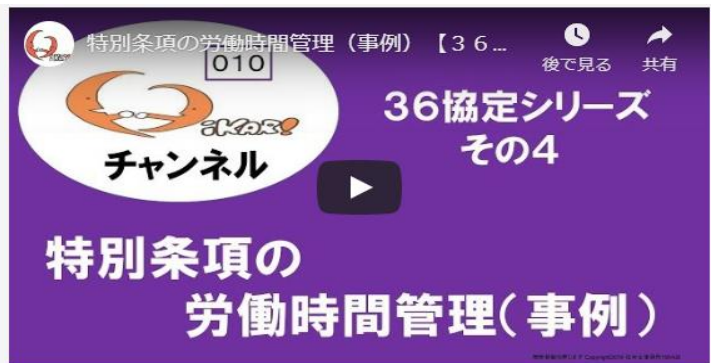 特別条項の労働時間管理（事例）【３６…
後で見る
共有
010
iKARi!
チャンネル
36協定シリーズ
その4
特別条項の
労働時間管理（事例）